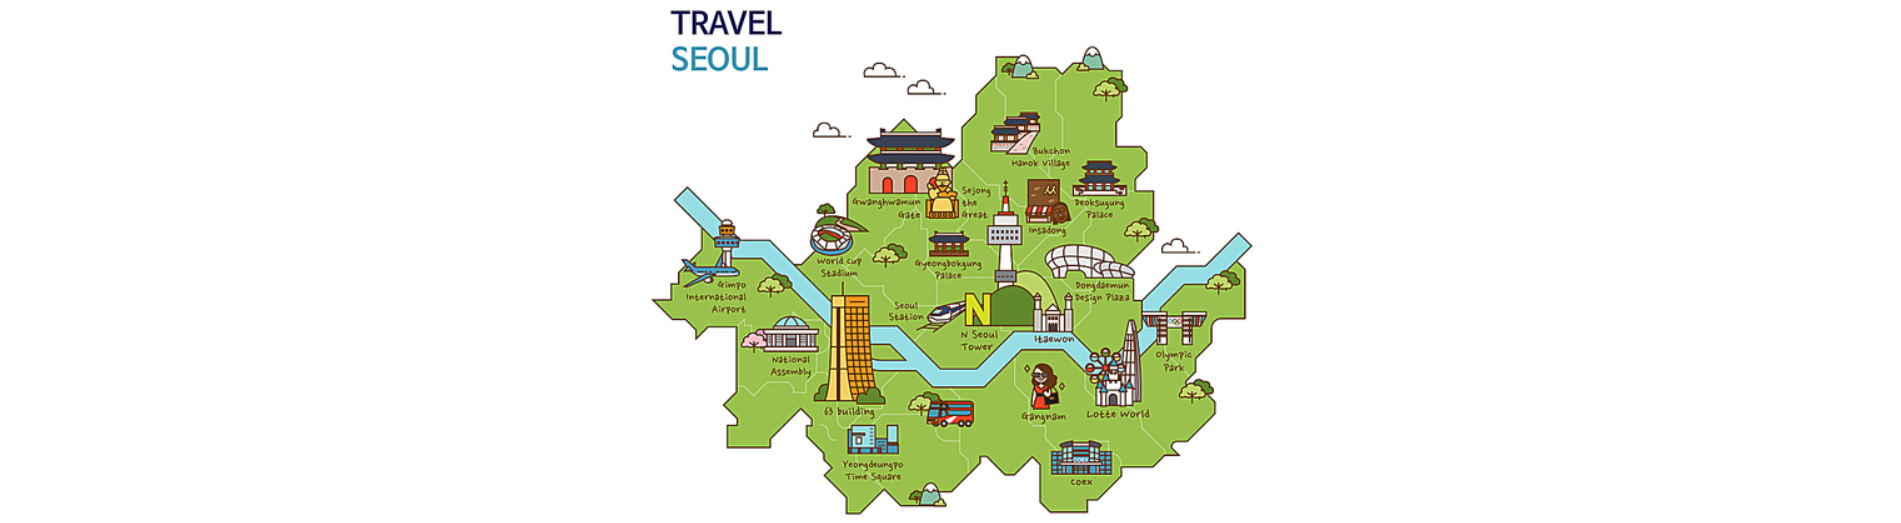 TRAVEL
SEOUL
Bukchon
Hanok Village
Gwanghwamun
Gate
Sejong
the
Great
Insadong
Deoksugung
Palace
World Cup
Stadium
Gyeongbokgung
Palace
Gimpo
International
Airport
Dongdaemun
Design Plaza
Seoul
Station
N
N Seoul
Tower
Itaewon
National
Assembly
Olympic
Park
63 building
Gangnam
Lotte World
Yeongdeungpo
Time Square
coex